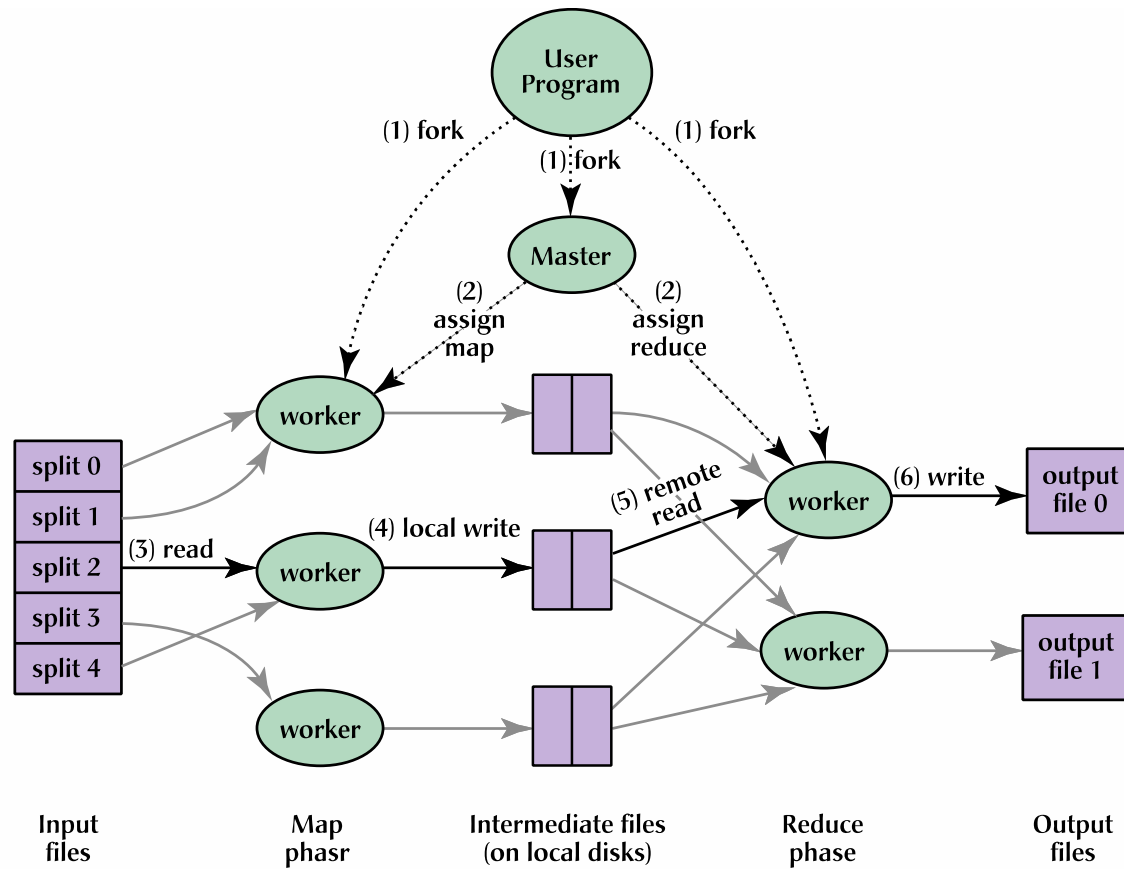 User
Program
(1) fork
(1) fork
(1) fork
Master
(2)
assign
map
(2)
assign
reduce
worker
split 0
split 1
split 2
split 3
split 4
(3) read
worker
(4) local write
(5) remote
read
worker
(6) write
output
file 0
worker
output
file 1
worker
Input
files
Map
phasr
Intermediate files
(on local disks)
Reduce
phase
Output
files